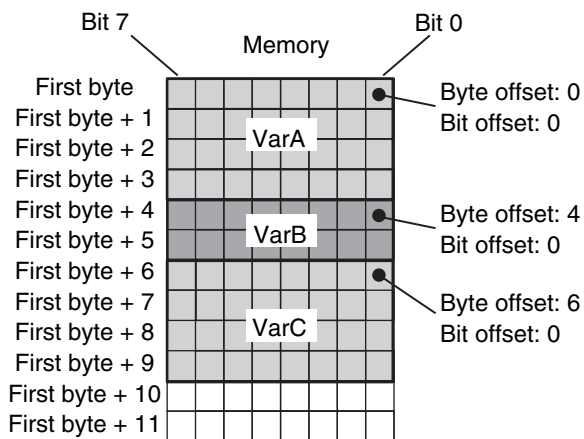 Bit 7
Bit 0
Memory
First byte
First byte + 1
First byte + 2
First byte + 3
First byte + 4
First byte + 5
First byte + 6
First byte + 7
First byte + 8
First byte + 9
First byte + 10
First byte + 11
VarA
VarB
VarC
Byte offset: 0
Bit offset: 0
Byte offset: 4
Bit offset: 0
Byte offset: 6
Bit offset: 0